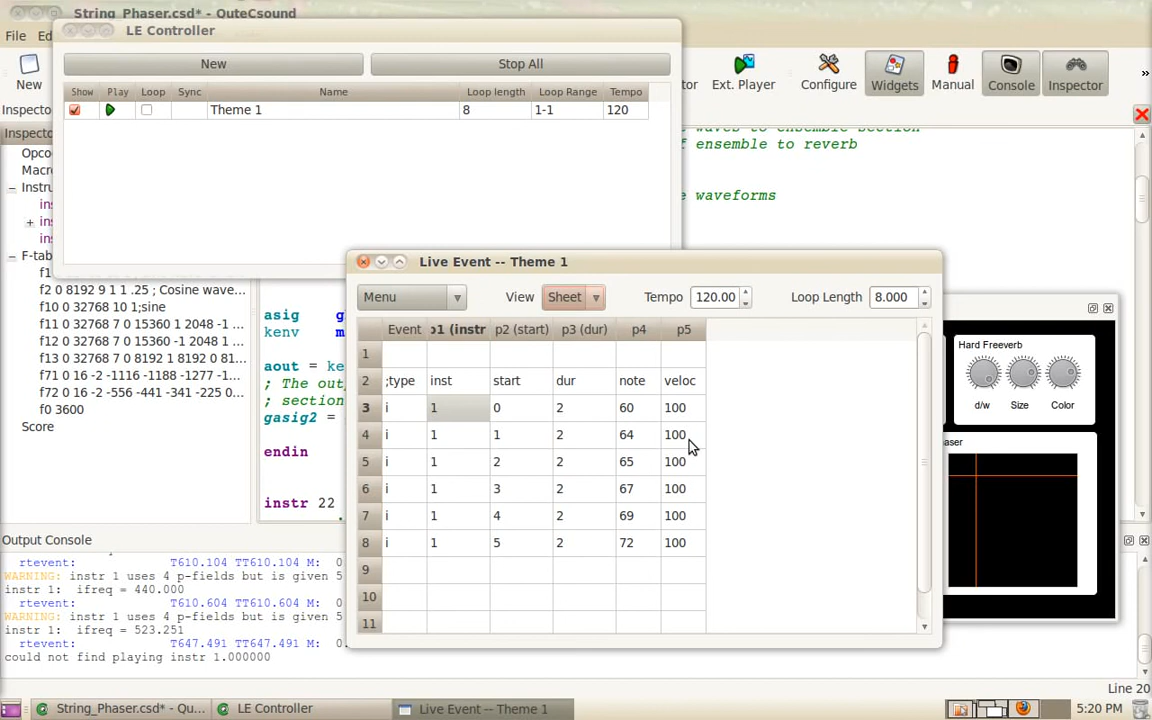 String_Phaser.csd* - QuteCsound
LE Controller
File
New
Stop All
Show Play Loop Sync Name Loop length Loop Range Tempo
Theme 1 8 1-1 120
New
Ext. Player
Configure
Widgets
Manual
Console
Inspector
»
Inspector
waves to ensemble section
ensemble to reverb
waveforms
Score
f2 0 8192 9 1 1 .25 ; Cosine wave...
f10 0 32768 10 1;sine
f11 0 32768 7 0 15360 1 2048 -1 ...
f12 0 32768 7 0 15360 -1 2048 1 ...
f13 0 32768 7 0 8192 1 8192 0 81...
f71 0 16 -2 -1116 -1188 -1277 -1...
f72 0 16 -2 -556 -441 -341 -225 0...
f0 3600
asig
kenv
aout = ke
; The out
; section
gasig2 =
endin
instr 22
Live Event -- Theme 1
Menu View Sheet Tempo 120.00 Loop Length 8.000
Event p1 (instr p2 (start) p3 (dur) p4 p5
1
2 ;type inst start dur note veloc
3 i 1 0 2 60 100
4 i 1 1 2 64 100
5 i 1 2 2 65 100
6 i 1 3 2 67 100
7 i 1 4 2 69 100
8 i 1 5 2 72 100
9
10
11
Hard Freeverb
d/w Size Color
Output Console
rtevent: T610.104 TT610.104 M:
WARNING: instr 1 uses 4 p-fields but is given 5
instr 1: ifreq = 440.000
rtevent: T610.604 TT610.604 M:
WARNING: instr 1 uses 4 p-fields but is given 5
instr 1: ifreq = 523.251
rtevent: T647.491 TT647.491 M:
could not find playing instr 1.000000
Line 20
String_Phaser.csd* - Qu...
LE Controller
Live Event -- Theme 1
5:20 PM